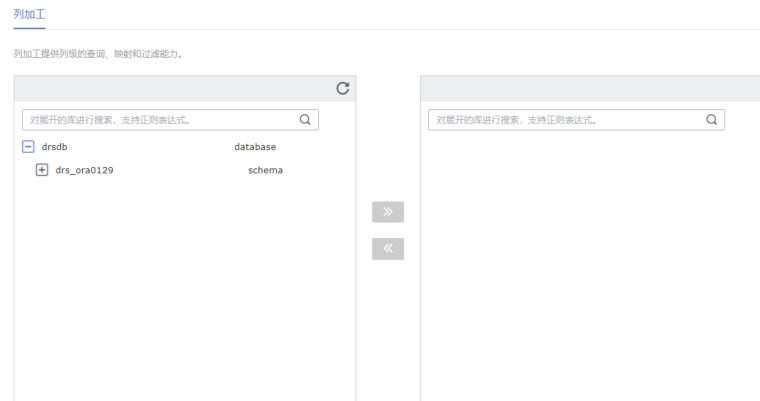 列加工
列加工提供列级的查询、映射和过滤能力。
对展开的库进行搜索，支持正则表达式。
对展开的库进行搜索，支持正则表达式。
drsdb database
drs_ora0129 schema